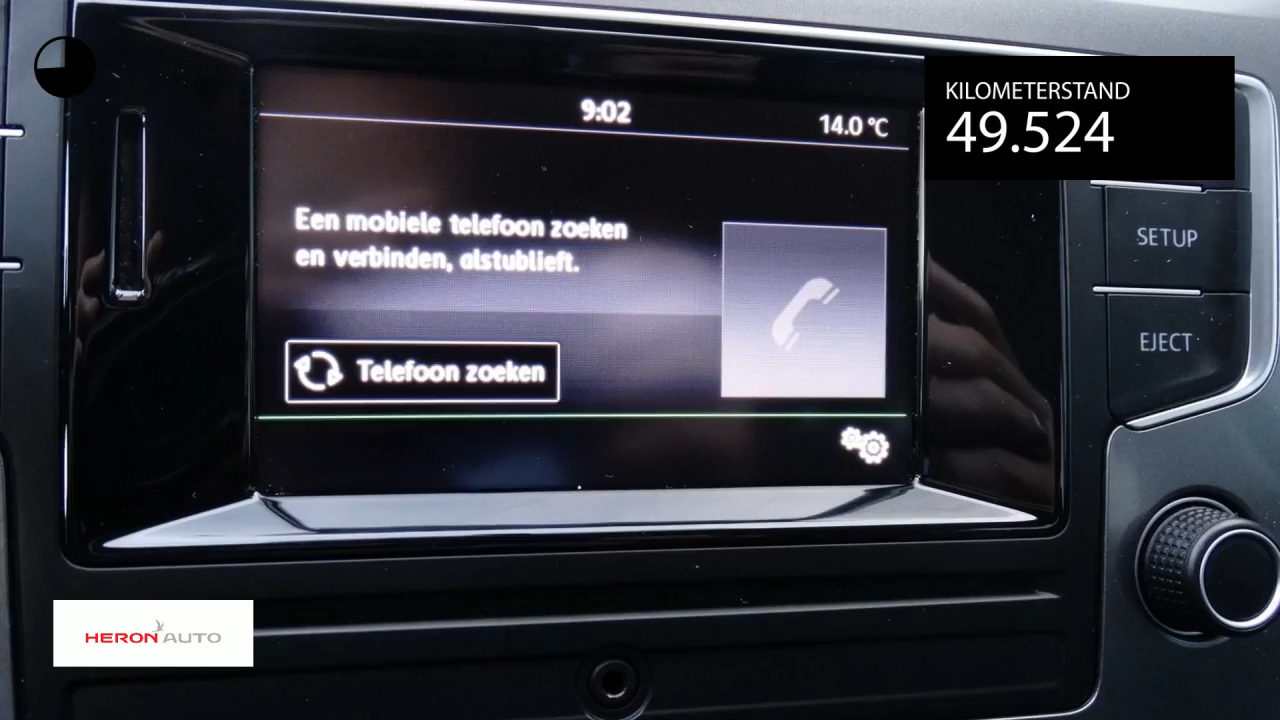 KILOMETERSTAND
49.524
9:02
14.0 °C
Een mobiele telefoon zoeken
en verbinden, alstublieft.
Telefoon zoeken
SETUP
EJECT
HERON AUTO